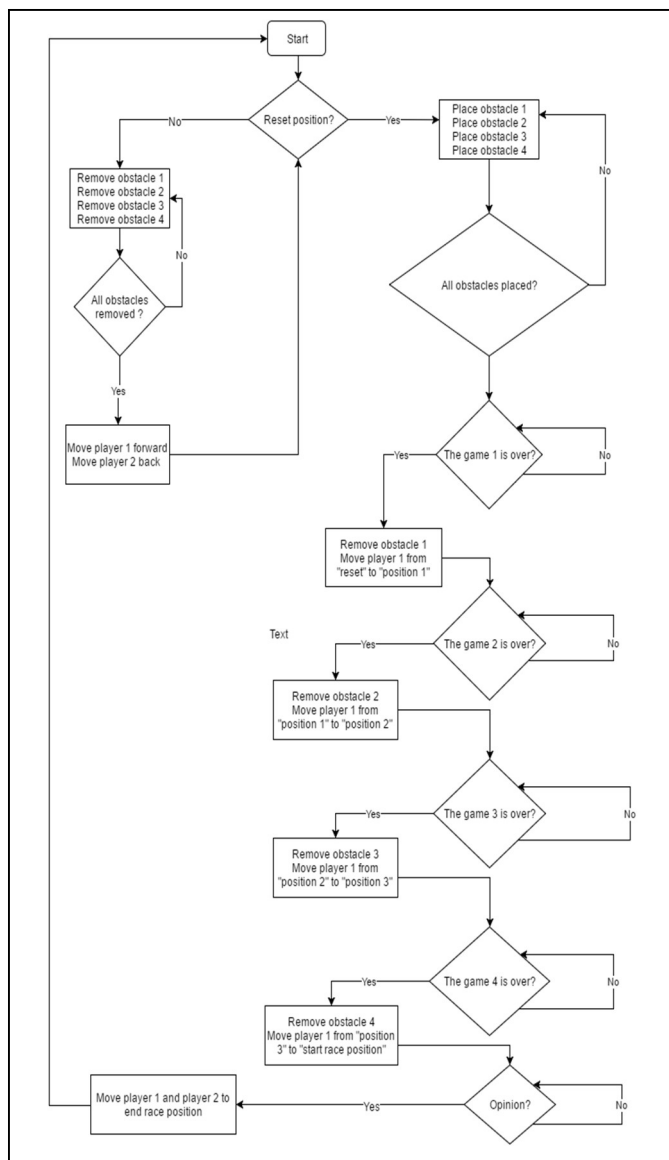 Start
Reset position?
No
Yes
Place obstacle 1
Place obstacle 2
Place obstacle 3
Place obstacle 4
No
Remove obstacle 1
Remove obstacle 2
Remove obstacle 3
Remove obstacle 4
No
All obstacles
removed ?
All obstacles placed?
Yes
Move player 1 forward
Move player 2 back
The game 1 is over?
Yes
No
Remove obstacle 1
Move player 1 from
"reset" to "position 1"
Text
The game 2 is over?
Yes
No
Remove obstacle 2
Move player 1 from
"position 1" to "position 2"
The game 3 is over?
Yes
No
Remove obstacle 3
Move player 1 from
"position 2" to "position 3"
The game 4 is over?
Yes
No
Remove obstacle 4
Move player 1 from "position
3" to "start race position"
Opinion?
Yes
No
Move player 1 and player 2 to
end race position